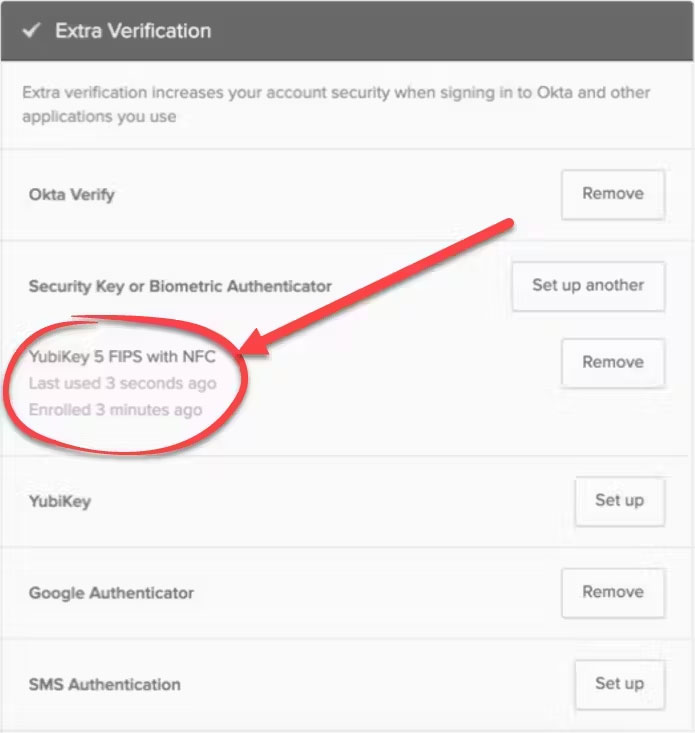 Extra Verification
Extra verification increases your account security when signing in to Okta and other
applications you use
Okta Verify
Remove
Security Key or Biometric Authenticator
Set up another
YubiKey 5 FIPS with NFC
Remove
Last used 3 seconds ago
Enrolled 3 minutes ago
YubiKey
Set up
Google Authenticator
Remove
SMS Authentication
Set up